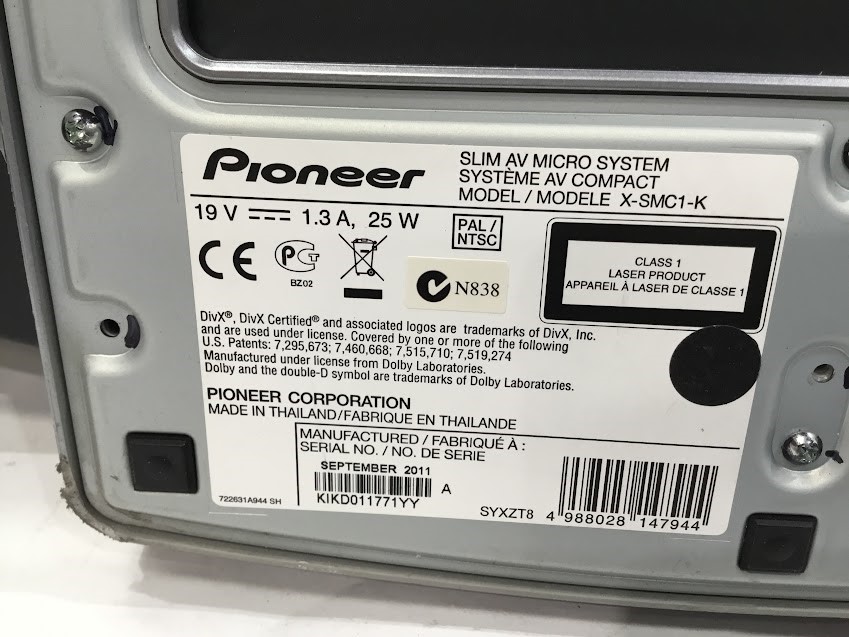 Pioneer
SLIM AV MICRO SYSTEM
SYSTÈME AV COMPACT
MODEL / MODELE X-SMC1-K
19 V ⎓ 1.3 A, 25 W
PAL /
NTSC
CE
BZ02
N838
CLASS 1
LASER PRODUCT
APPAREIL À LASER DE CLASSE 1
DivX®, DivX Certified® and associated logos are trademarks of DivX, Inc.
and are used under license. Covered by one or more of the following
U.S. Patents: 7,295,673; 7,460,668; 7,515,710; 7,519,274
Manufactured under license from Dolby Laboratories.
Dolby and the double-D symbol are trademarks of Dolby Laboratories.
PIONEER CORPORATION
MADE IN THAILAND/FABRIQUE EN THAILANDE
MANUFACTURED / FABRIQUÉ À :
SERIAL NO. / NO. DE SERIE
SEPTEMBER 2011
A
KIKD011771YY
722631A944 SH
SYXZT8
4 988028 147944